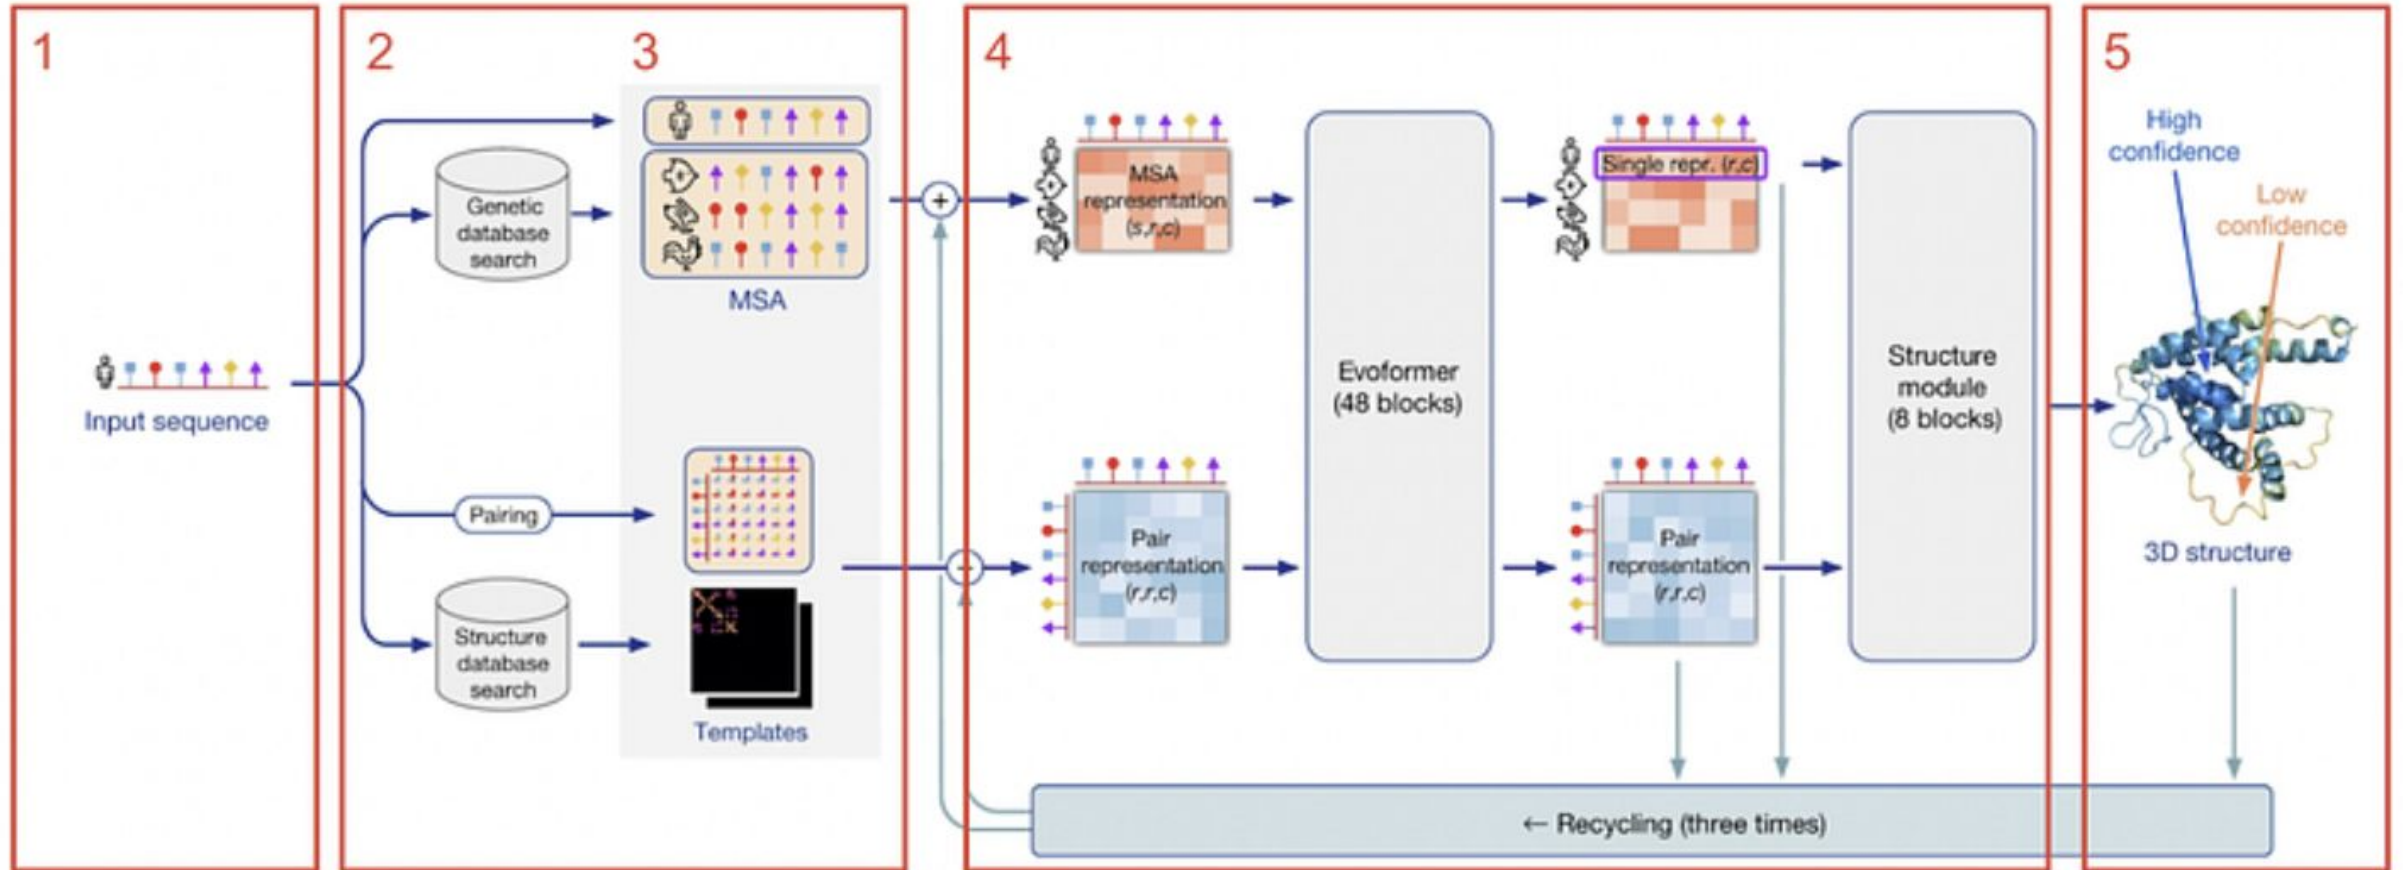 1
2
3
4
5
Input sequence
Genetic
database
search
MSA
Pairing
Structure
database
search
Templates
+
MSA
representation
(s,r,c)
Pair
representation
(r,r,c)
Evoformer
(48 blocks)
Single repr. (r,c)
Pair
representation
(r,r,c)
Structure
module
(8 blocks)
High
confidence
Low
confidence
3D structure
← Recycling (three times)